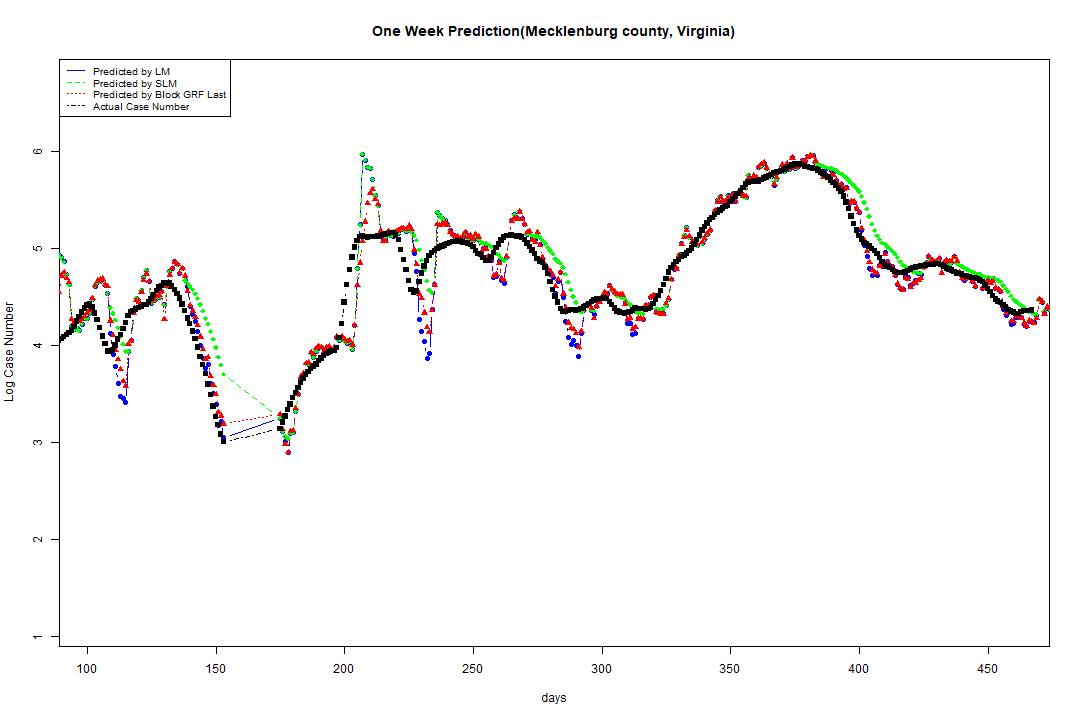 One Week Prediction(Mecklenburg county, Virginia)
Predicted by LM
Predicted by SLM
Predicted by Block GRF Last
Actual Case Number
Log Case Number
6
5
4
3
2
1
100 150 200 250 300 350 400 450
days